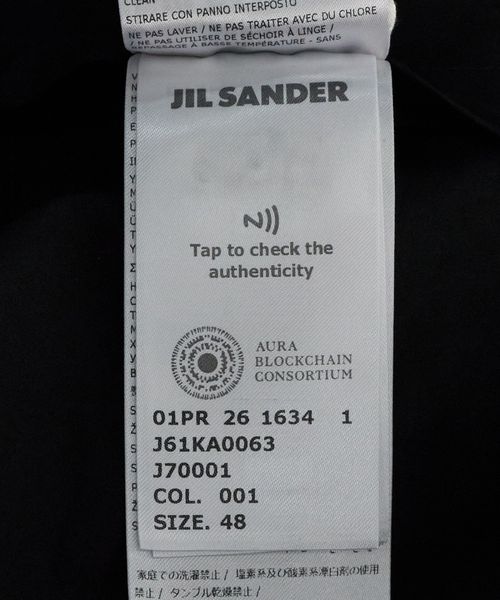 CLEAN
STIRARE CON PANNO INTERPOSTO
NE PAS LAVER / NE PAS TRAITER AVEC DU CHLORE
/ NE PAS UTILISER DE SÉCHOIR À LINGE /
REPASSAGE À BASSE TEMPÉRATURE - SANS
JIL SANDER
Tap to check the
authenticity
AURA
BLOCKCHAIN
CONSORTIUM
01PR 26 1634 1
J61KA0063
J70001
COL. 001
SIZE. 48
家庭での洗濯禁止 / 塩素系及び酸素系漂白剤の使用
禁止 / タンブル乾燥禁止 /